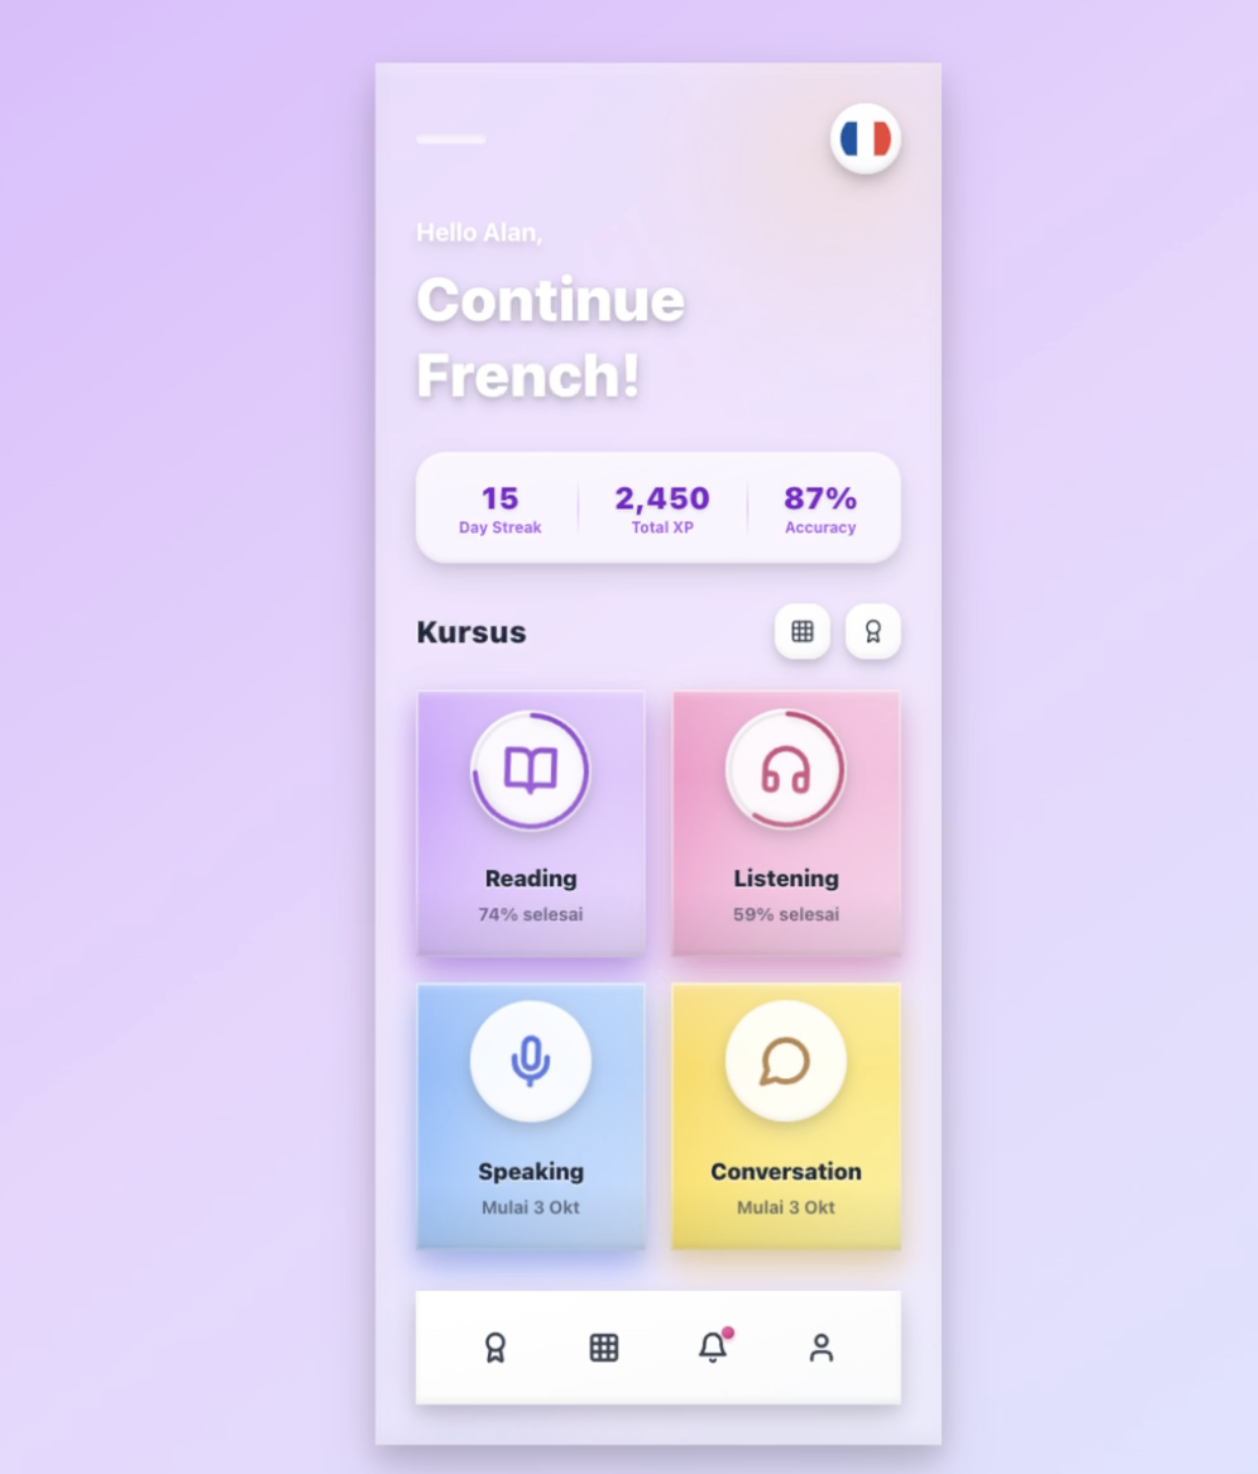 Hello Alan,
Continue
French!
15
Day Streak
2,450
Total XP
87%
Accuracy
Kursus
Reading
74% selesai
Listening
59% selesai
Speaking
Mulai 3 Okt
Conversation
Mulai 3 Okt